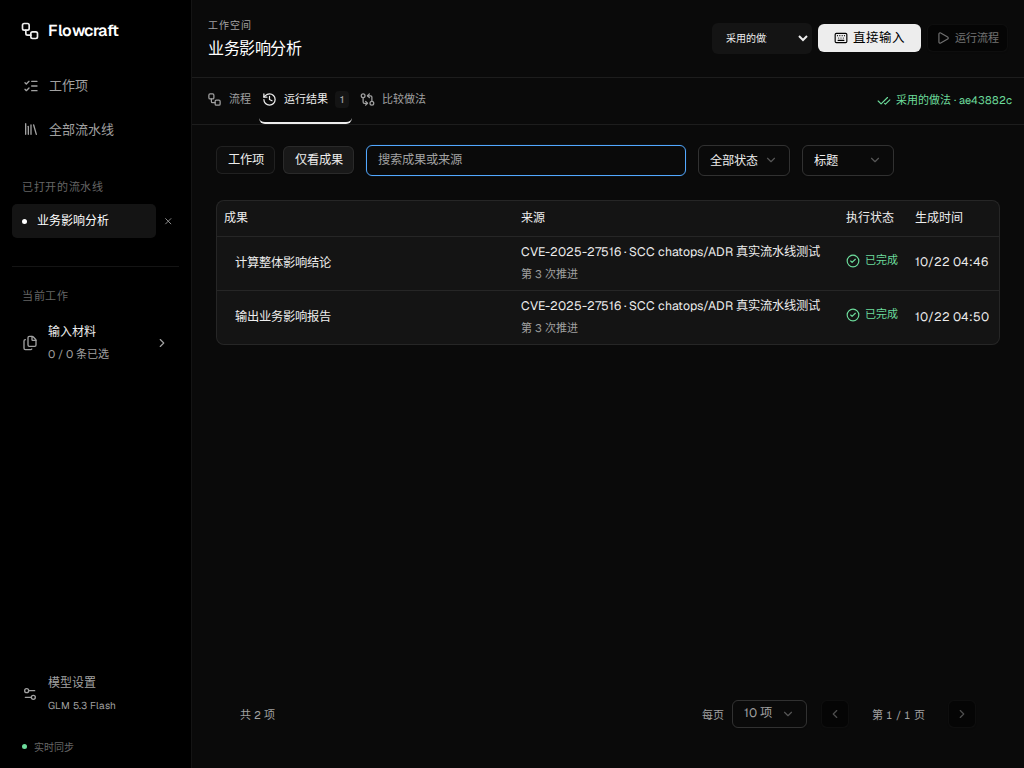 Flowcraft
工作项
全部流水线
已打开的流水线
业务影响分析
当前工作
输入材料
0 / 0 条已选
模型设置
GLM 5.3 Flash
实时同步
工作空间
业务影响分析
采用的做
直接输入
运行流程
流程
运行结果 1
比较做法
采用的做法 · ae43882c
工作项
仅看成果
搜索成果或来源
全部状态
标题
成果 来源 执行状态 生成时间
计算整体影响结论
CVE-2025-27516 · SCC chatops/ADR 真实流水线测试
第 3 次推进
已完成
10/22 04:46
输出业务影响报告
CVE-2025-27516 · SCC chatops/ADR 真实流水线测试
第 3 次推进
已完成
10/22 04:50
共 2 项
每页
10 项
第 1 / 1 页